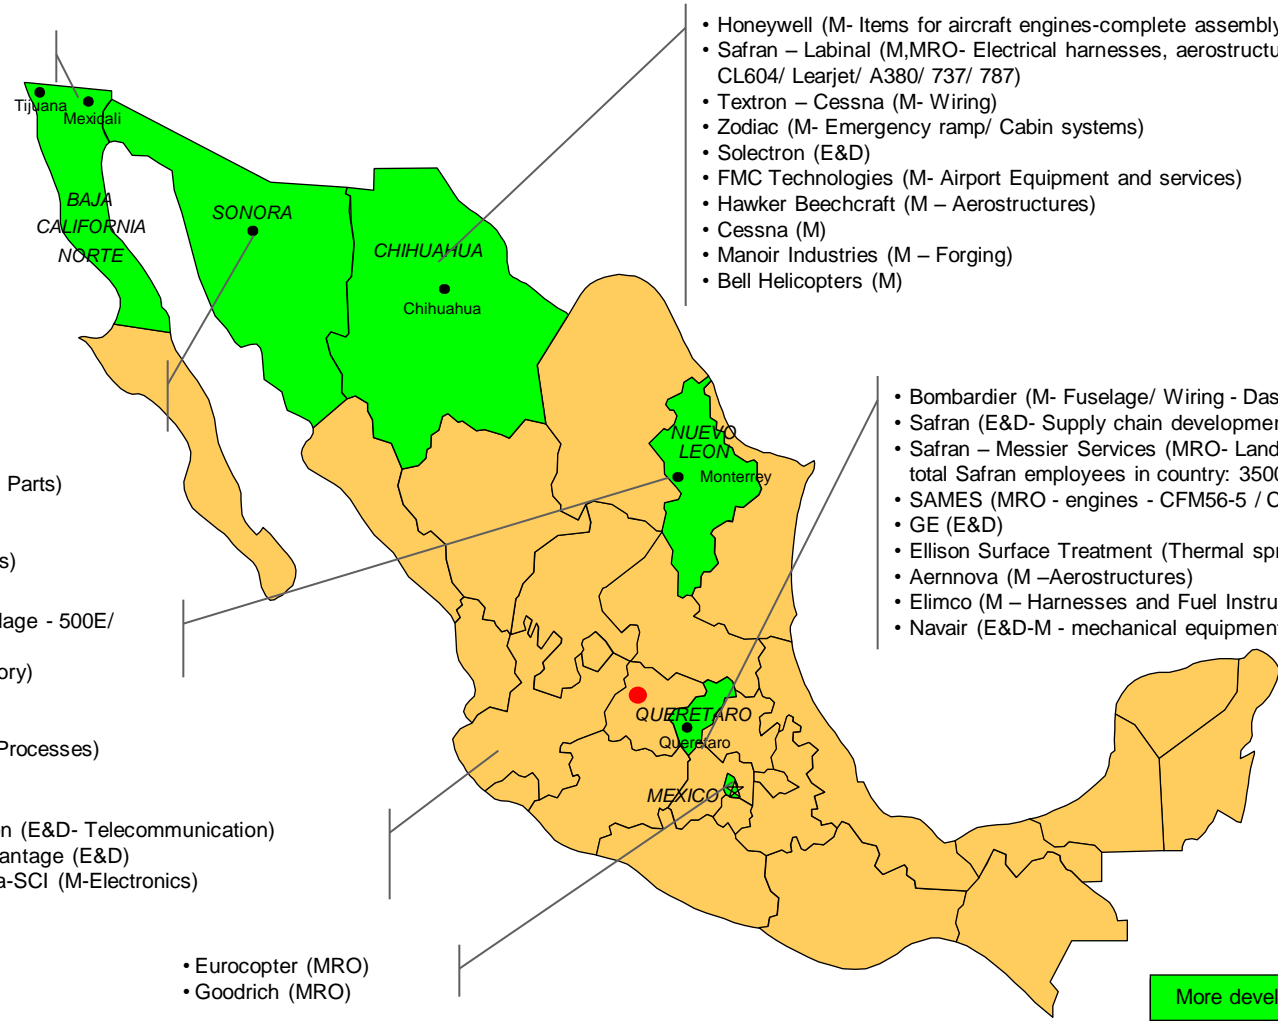 • Honeywell (M- Items for aircraft engines-complete assembly
• Safran – Labinal (M,MRO- Electrical harnesses, aerostructu
CL604/ Learjet/ A380/ 737/ 787)
• Textron – Cessna (M- Wiring)
• Zodiac (M- Emergency ramp/ Cabin systems)
• Solectron (E&D)
• FMC Technologies (M- Airport Equipment and services)
• Hawker Beechcraft (M – Aerostructures)
• Cessna (M)
• Manoir Industries (M – Forging)
• Bell Helicopters (M)
Tijuana
Mexicali
BAJA
CALIFORNIA
NORTE
SONORA
CHIHUAHUA
Chihuahua
NUEVO
LEON
Monterrey
• Bombardier (M- Fuselage/ Wiring - Das
• Safran (E&D- Supply chain developmen
• Safran – Messier Services (MRO- Land
total Safran employees in country: 3500
• SAMES (MRO - engines - CFM56-5 / C
• GE (E&D)
• Ellison Surface Treatment (Thermal spr
• Aernnova (M –Aerostructures)
• Elimco (M – Harnesses and Fuel Instru
• Navair (E&D-M - mechanical equipment
Parts)
s)
lage - 500E/
ory)
Processes)
QUERETARO
Queretaro
MEXICO
on (E&D- Telecommunication)
antage (E&D)
a-SCI (M-Electronics)
• Eurocopter (MRO)
• Goodrich (MRO)
More devel